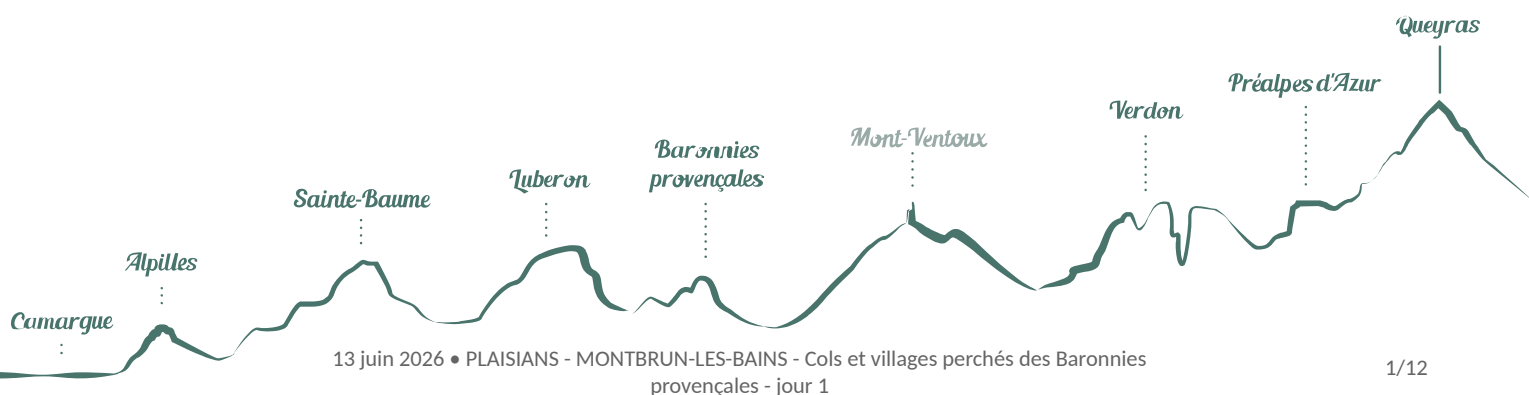 Queyras
Préalpes d'Azur
Verdon
Mont-Ventoux
Baronnies
provençales
Luberon
Sainte-Baume
Alpilles
Camargue
13 juin 2026 • PLAISIANS - MONTBRUN-LES-BAINS - Cols et villages perchés des Baronnies
provençales - jour 1
1/12